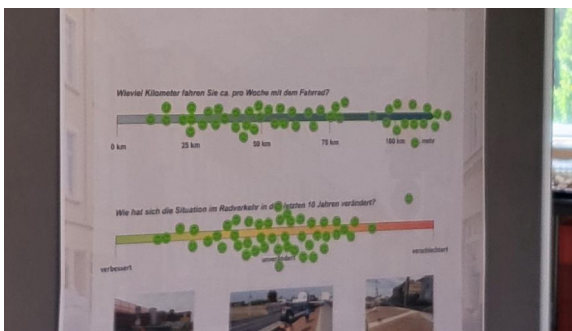 Wieviel Kilometer fahren Sie ca. pro Woche mit dem Fahrrad?
0 km 25 km 50 km 75 km 100 km mehr
Wie hat sich die Situation im Radverkehr in den letzten 10 Jahren verändert?
verbessert unverändert verschlechtert